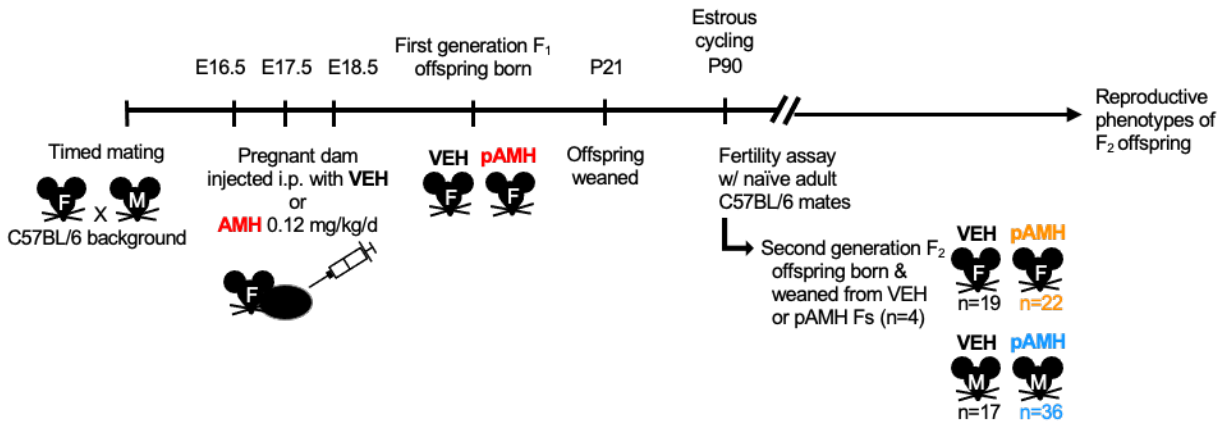 E16.5 E17.5 E18.5
First generation F1
offspring born
P21
Estrous
cycling
P90
Timed mating
F X M
C57BL/6 background
Pregnant dam
injected i.p. with VEH
or
AMH 0.12 mg/kg/d
F
VEH pAMH
F F
Offspring
weaned
Fertility assay
w/ naïve adult
C57BL/6 mates
Second generation F2
offspring born &
weaned from VEH
or pAMH Fs (n=4)
VEH pAMH
F F
n=19 n=22
VEH pAMH
M M
n=17 n=36
Reproductive
phenotypes of
F2 offspring